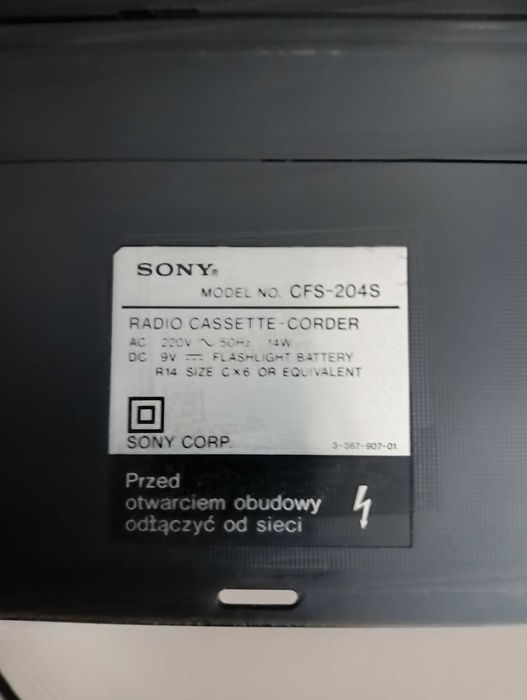 SONY®
MODEL NO. CFS-204S
RADIO CASSETTE-CORDER
AC 220V ~ 50Hz 14W
DC 9V ⎓ FLASHLIGHT BATTERY
R14 SIZE C×6 OR EQUIVALENT
SONY CORP.
3-367-907-01
Przed
otwarciem obudowy
odłączyć od sieci